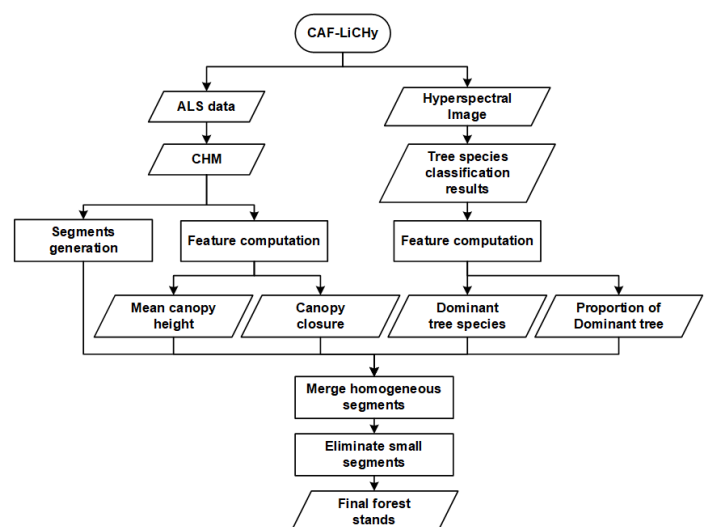 CAF-LiCHy
ALS data
Hyperspectral
Image
CHM
Tree species
classification
results
Segments
generation
Feature computation
Feature computation
Mean canopy
height
Canopy
closure
Dominant
tree species
Proportion of
Dominant tree
Merge homogeneous
segments
Eliminate small
segments
Final forest
stands